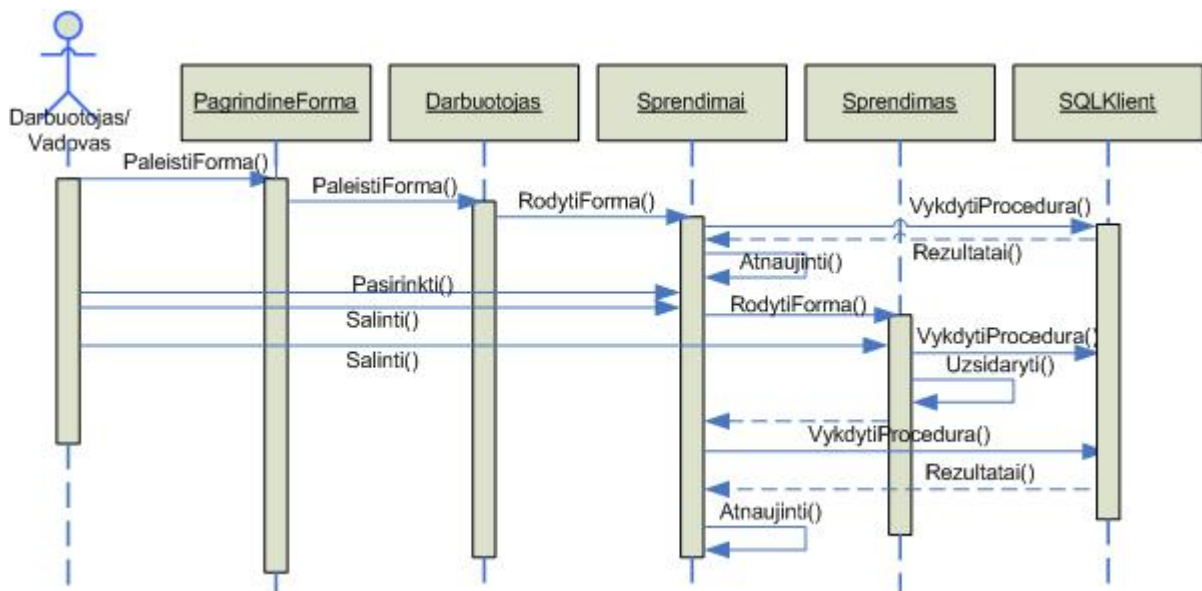 Darbuotojas/
Vadovas
PagrindineForma
Darbuotojas
Sprendimai
Sprendimas
SQLKlient
PaleistiForma()
PaleistiForma()
RodytiForma()
VykdytiProcedura()
Rezultatai()
Atnaujinti()
Pasirinkti()
RodytiForma()
Salinti()
VykdytiProcedura()
Salinti()
Uzsidaryti()
VykdytiProcedura()
Rezultatai()
Atnaujinti()